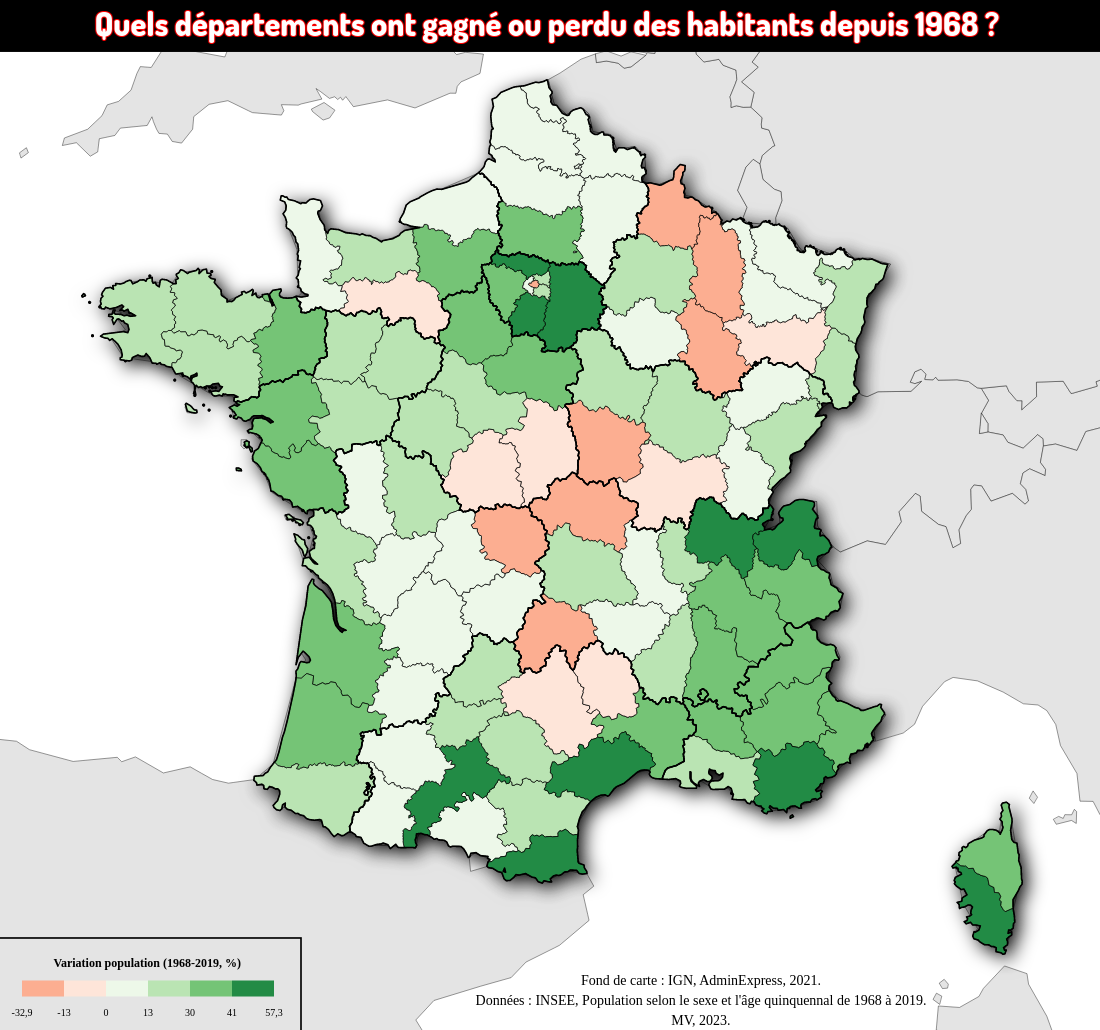 Quels départements ont gagné ou perdu des habitants depuis 1968 ?
Variation population (1968-2019, %)
-32,9 -13 0 13 30 41 57,3
Fond de carte : IGN, AdminExpress, 2021.
Données : INSEE, Population selon le sexe et l'âge quinquennal de 1968 à 2019.
MV, 2023.